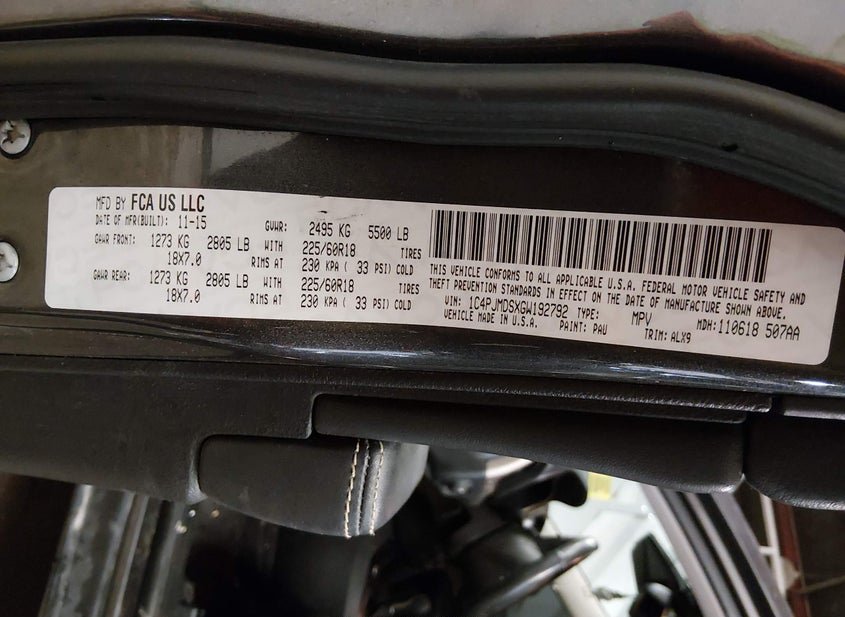 MFD BY FCA US LLC
DATE OF MFR(BUILT): 11-15 GVWR: 2495 KG 5500 LB
GAWR FRONT: 1273 KG 2805 LB WITH 225/60R18 TIRES
18X7.0 RIMS AT 230 KPA ( 33 PSI) COLD
GAWR REAR: 1273 KG 2805 LB WITH 225/60R18 TIRES
18X7.0 RIMS AT 230 KPA ( 33 PSI) COLD
THIS VEHICLE CONFORMS TO ALL APPLICABLE U.S.A. FEDERAL MOTOR VEHICLE SAFETY AND
THEFT PREVENTION STANDARDS IN EFFECT ON THE DATE OF MANUFACTURE SHOWN ABOVE.
VIN: 1C4PJMDSXGW192792 TYPE: MPV MDH: 110618 507AA
VEHICLE MADE IN U.S.A. PAINT: PAU TRIM: ALX9